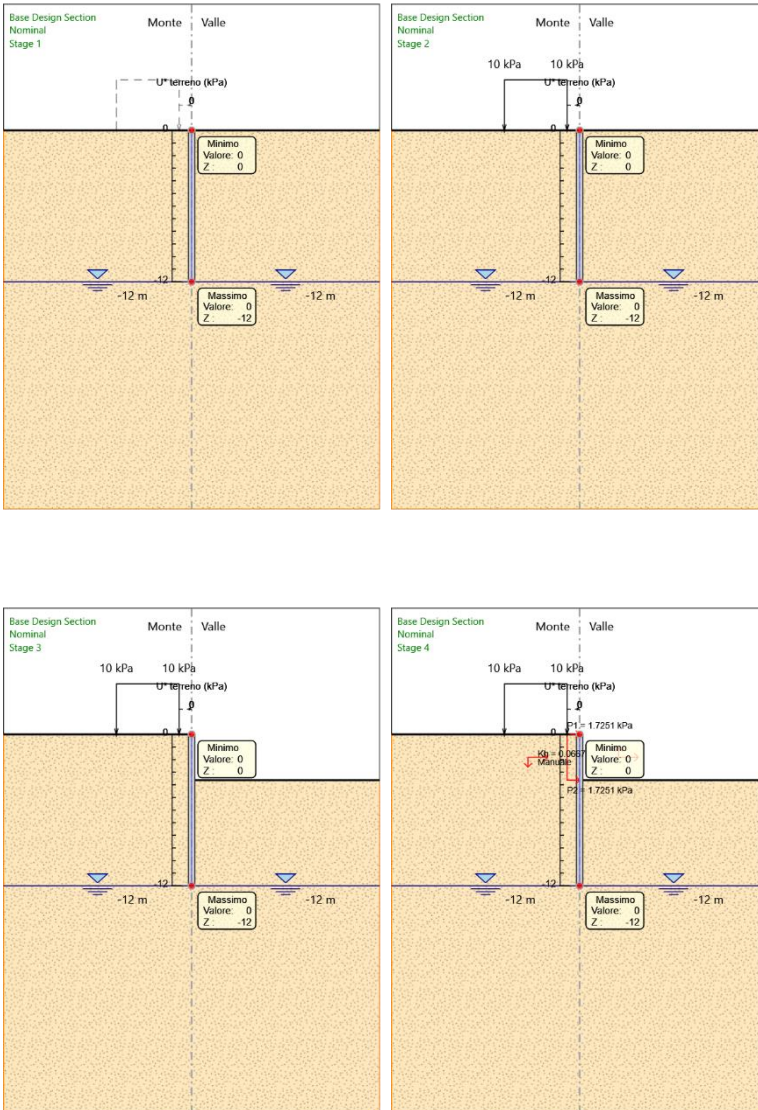 Base Design Section
Nominal
Stage 1
Monte Valle
U* terreno (kPa)
0
0
Minimo
Valore: 0
Z : 0
-12
-12 m
-12 m
Massimo
Valore: 0
Z : -12
Base Design Section
Nominal
Stage 2
Monte Valle
10 kPa 10 kPa
U* terreno (kPa)
0
0
Minimo
Valore: 0
Z : 0
-12
-12 m
-12 m
Massimo
Valore: 0
Z : -12
Base Design Section
Nominal
Stage 3
Monte Valle
10 kPa 10 kPa
U* terreno (kPa)
0
0
Minimo
Valore: 0
Z : 0
-12
-12 m
-12 m
Massimo
Valore: 0
Z : -12
Base Design Section
Nominal
Stage 4
Monte Valle
10 kPa 10 kPa
U* terreno (kPa)
0
P1 = 1.7251 kPa
0
Kh = 0.0667
Manuale
Minimo
Valore: 0
Z : 0
P2 = 1.7251 kPa
-12
-12 m
-12 m
Massimo
Valore: 0
Z : -12